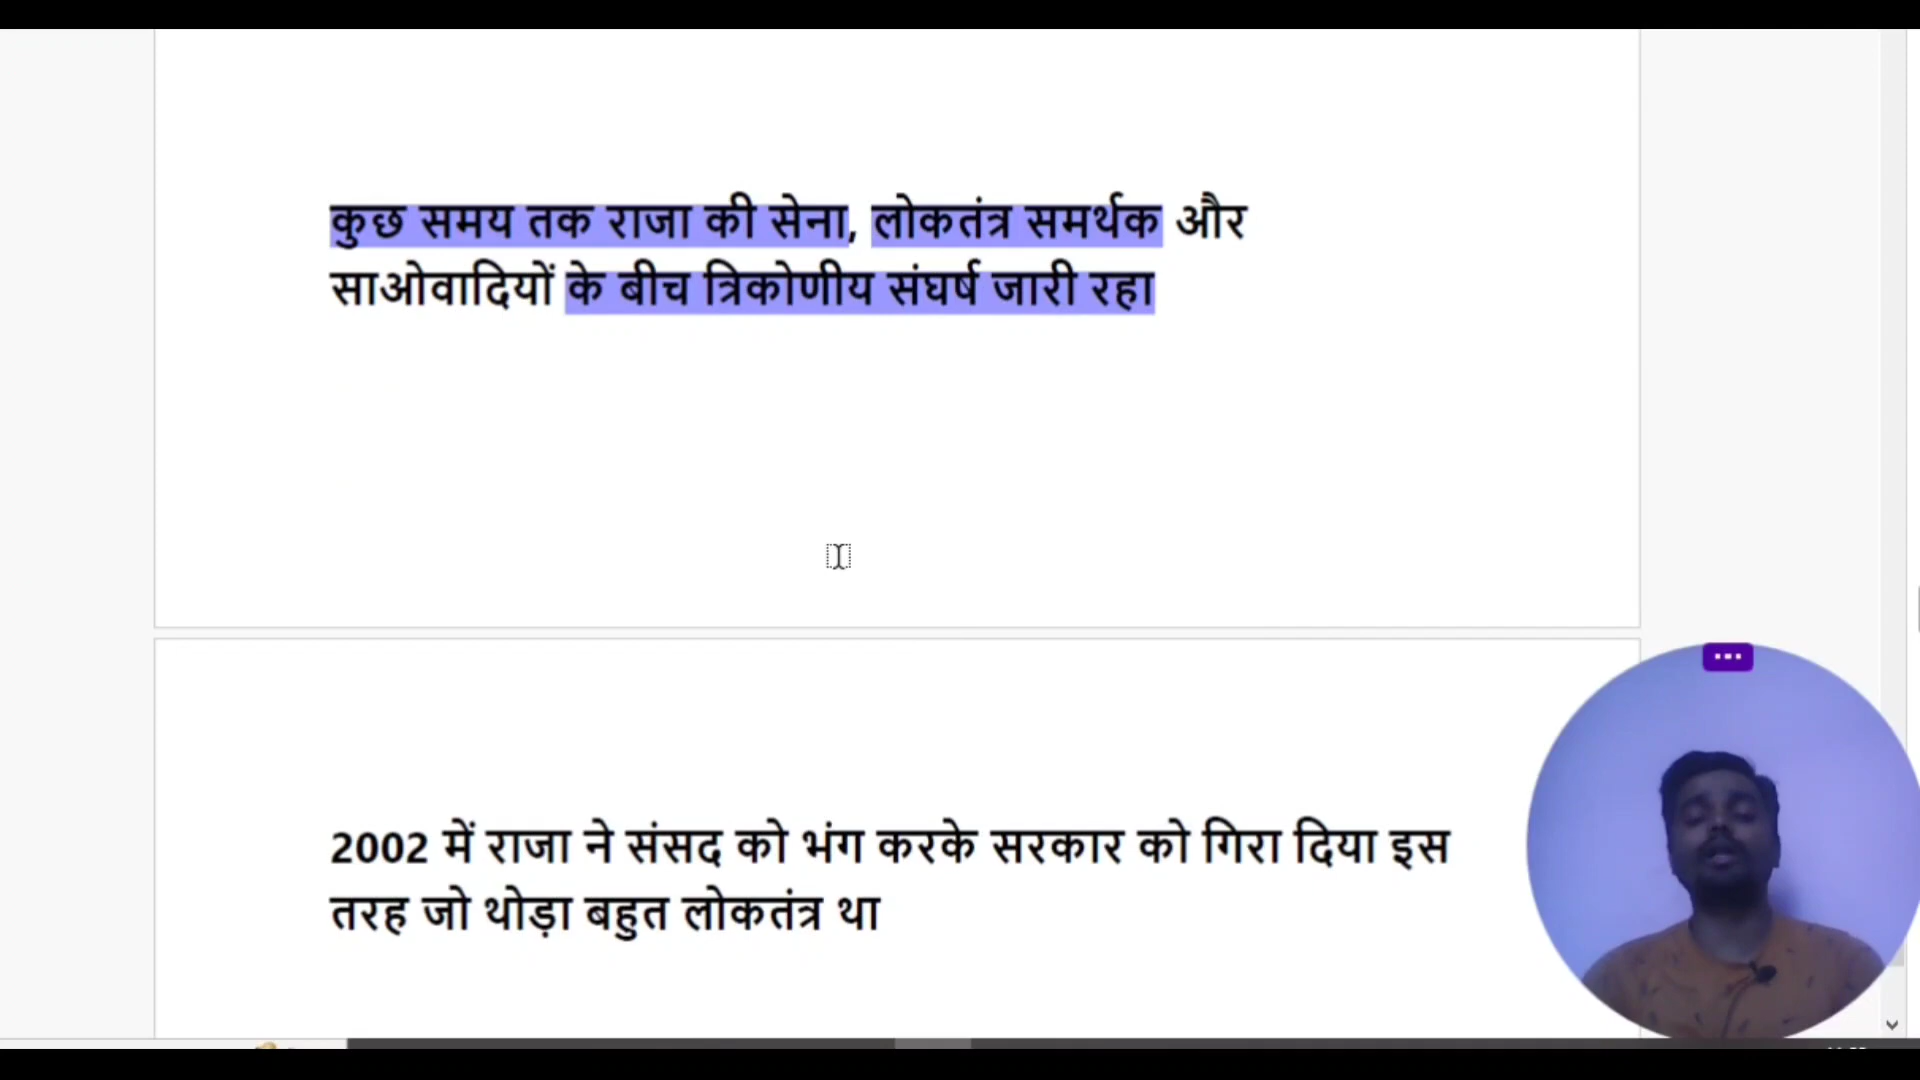 कुछ समय तक राजा की सेना, लोकतंत्र समर्थक और
साओवादियों के बीच त्रिकोणीय संघर्ष जारी रहा
2002 में राजा ने संसद को भंग करके सरकार को गिरा दिया इस
तरह जो थोड़ा बहुत लोकतंत्र था